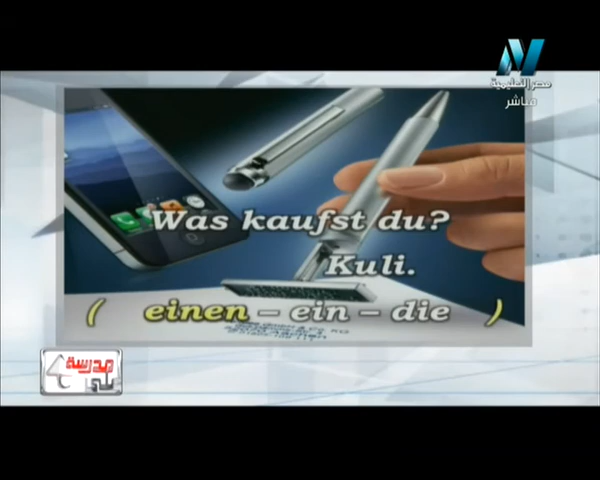 مصر التعليمية
مباشر
Was kaufst du?
Kuli.
( einen – ein – die )
مدرسة